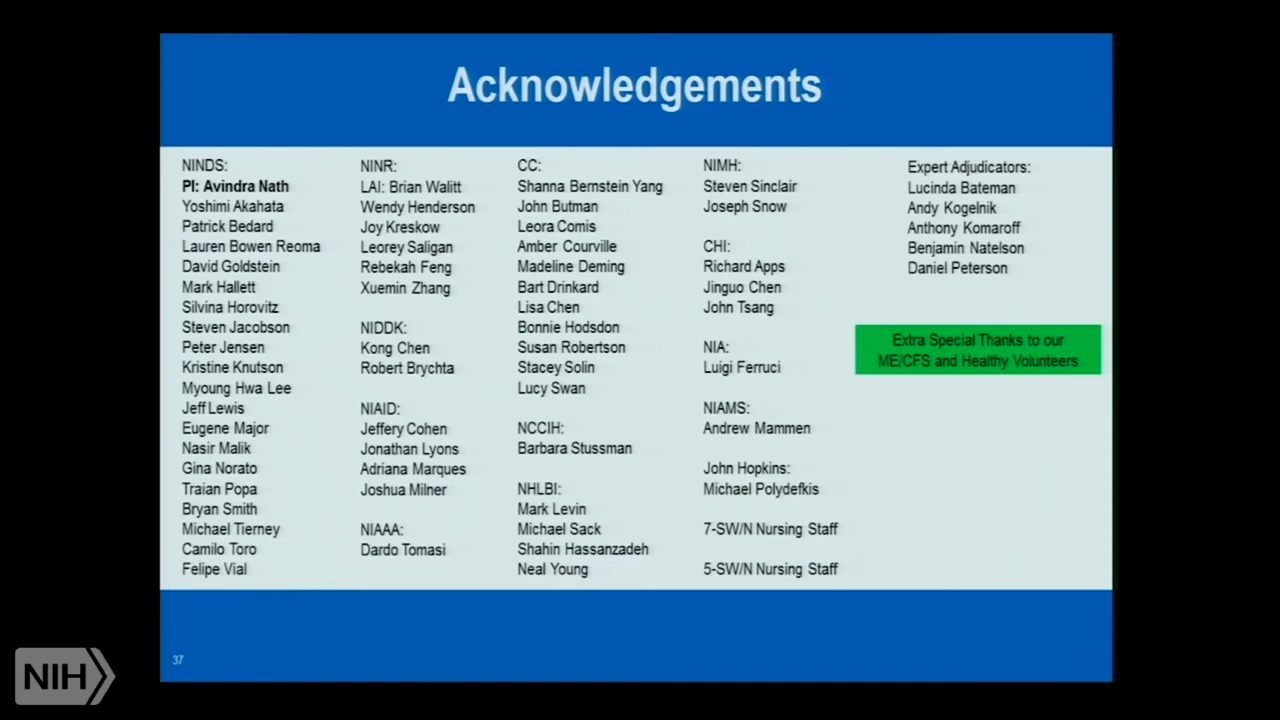 Acknowledgements
NINDS:
PI: Avindra Nath
Yoshimi Akahata
Patrick Bedard
Lauren Bowen Reoma
David Goldstein
Mark Hallett
Silvina Horovitz
Steven Jacobson
Peter Jensen
Kristine Knutson
Myoung Hwa Lee
Jeff Lewis
Eugene Major
Nasir Malik
Gina Norato
Traian Popa
Bryan Smith
Michael Tierney
Camilo Toro
Felipe Vial
NINR:
LAI: Brian Walitt
Wendy Henderson
Joy Kreskow
Leorey Saligan
Rebekah Feng
Xuemin Zhang
NIDDK:
Kong Chen
Robert Brychta
NIAID:
Jeffery Cohen
Jonathan Lyons
Adriana Marques
Joshua Milner
NIAAA:
Dardo Tomasi
CC:
Shanna Bernstein Yang
John Butman
Leora Comis
Amber Courville
Madeline Deming
Bart Drinkard
Lisa Chen
Bonnie Hodsdon
Susan Robertson
Stacey Solin
Lucy Swan
NCCIH:
Barbara Stussman
NHLBI:
Mark Levin
Michael Sack
Shahin Hassanzadeh
Neal Young
NIMH:
Steven Sinclair
Joseph Snow
CHI:
Richard Apps
Jinguo Chen
John Tsang
NIA:
Luigi Ferruci
NIAMS:
Andrew Mammen
John Hopkins:
Michael Polydefkis
7-SW/N Nursing Staff
5-SW/N Nursing Staff
Expert Adjudicators:
Lucinda Bateman
Andy Kogelnik
Anthony Komaroff
Benjamin Natelson
Daniel Peterson
Extra Special Thanks to our
ME/CFS and Healthy Volunteers
37
NIH